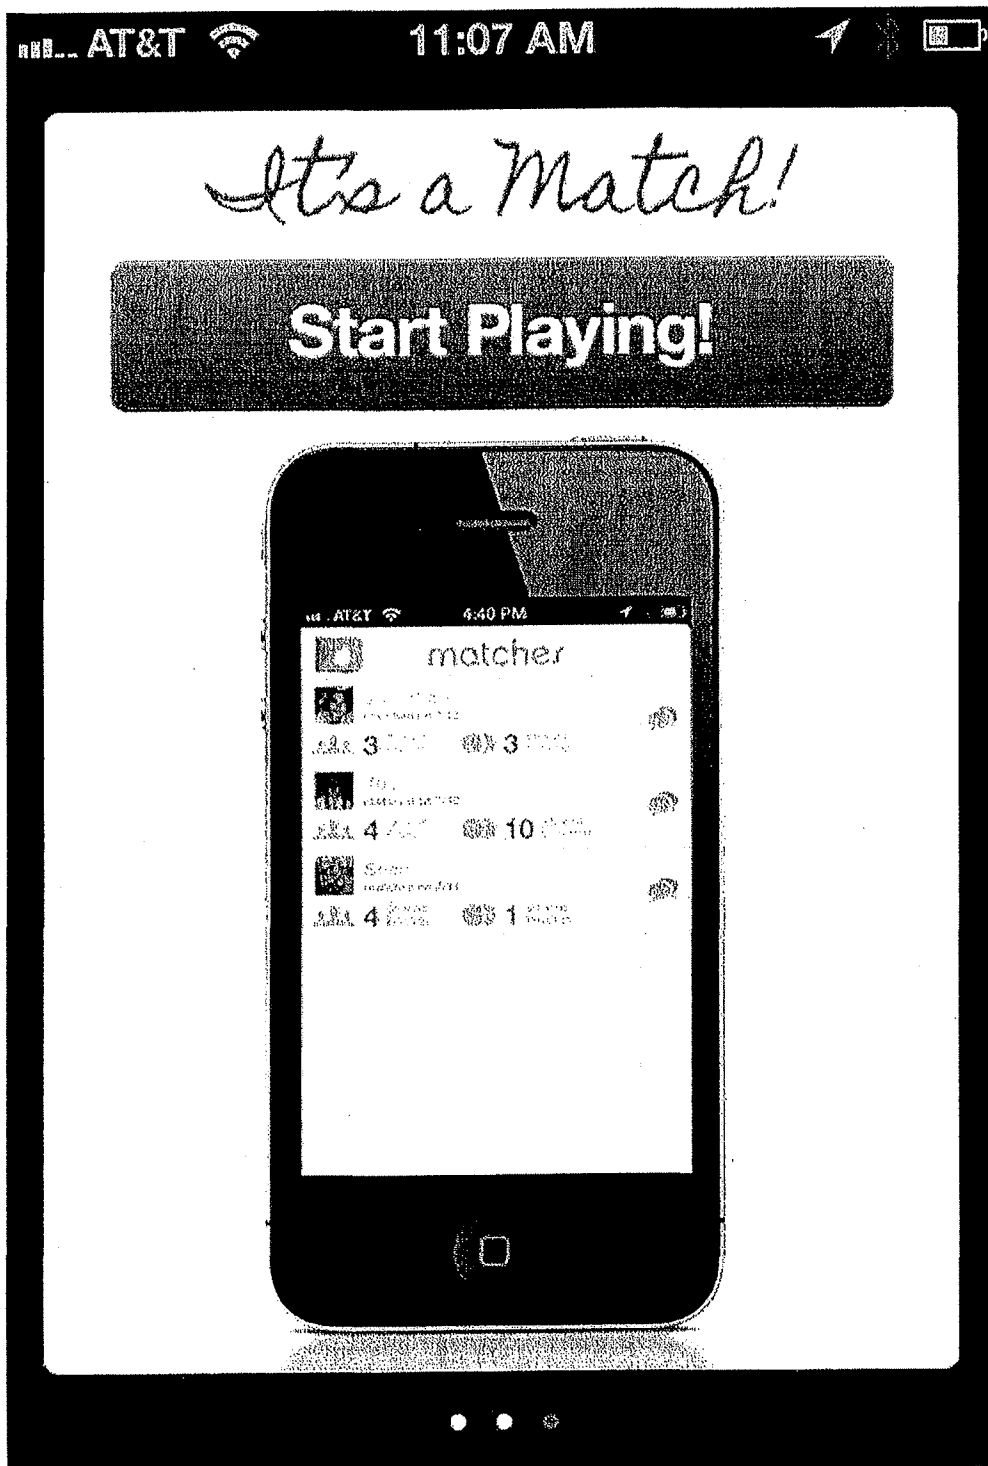 AT&T 11:07 AM
It's a Match!
Start Playing!
AT&T 4:40 PM
matcher
3 3
4 10
Sean
4 1